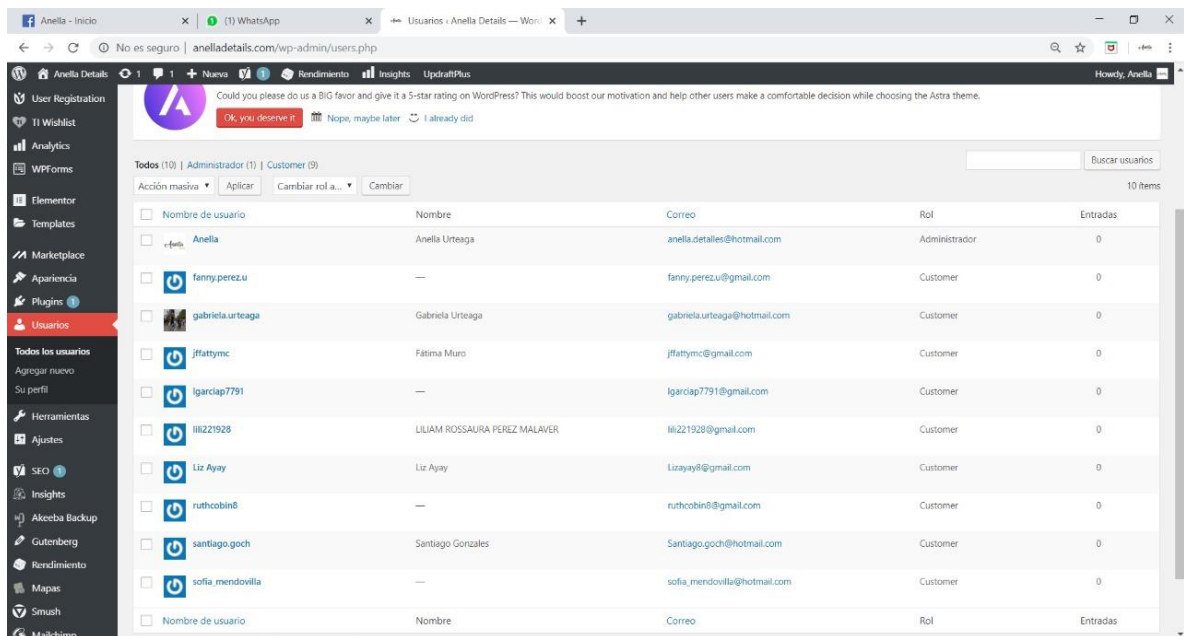 Anella - Inicio
(1) WhatsApp
Usuarios ‹ Anella Details — Word
No es seguro | anelladetails.com/wp-admin/users.php
Anella Details 1 1 Nueva 1 Rendimiento Insights UpdraftPlus Howdy, Anella
User Registration
TI Wishlist
Analytics
WPForms
Elementor
Templates
Marketplace
Apariencia
Plugins 1
Usuarios
Todos los usuarios
Agregar nuevo
Su perfil
Herramientas
Ajustes
SEO 1
Insights
Akeeba Backup
Gutenberg
Rendimiento
Mapas
Smush
Mailchimp
Could you please do us a BIG favor and give it a 5-star rating on WordPress? This would boost our motivation and help other users make a comfortable decision while choosing the Astra theme.
Ok, you deserve it Nope, maybe later I already did
Todos (10) | Administrador (1) | Customer (9)
Buscar usuarios
Acción masiva Aplicar Cambiar rol a... Cambiar 10 items
Nombre de usuario Nombre Correo Rol Entradas
Anella Anella Urteaga anella.detalles@hotmail.com Administrador 0
fanny.perez.u — fanny.perez.u@gmail.com Customer 0
gabriela.urteaga Gabriela Urteaga gabriela.urteaga@hotmail.com Customer 0
jffattymc Fátima Muro jffattymc@gmail.com Customer 0
lgarciap7791 — lgarciap7791@gmail.com Customer 0
lili221928 LILIAM ROSSAURA PEREZ MALAVER lili221928@gmail.com Customer 0
Liz Ayay Liz Ayay Lizayay8@gmail.com Customer 0
ruthcobin8 — ruthcobin8@gmail.com Customer 0
santiago.goch Santiago Gonzales Santiago.goch@hotmail.com Customer 0
sofia_mendovilla — sofia_mendovilla@hotmail.com Customer 0
Nombre de usuario Nombre Correo Rol Entradas